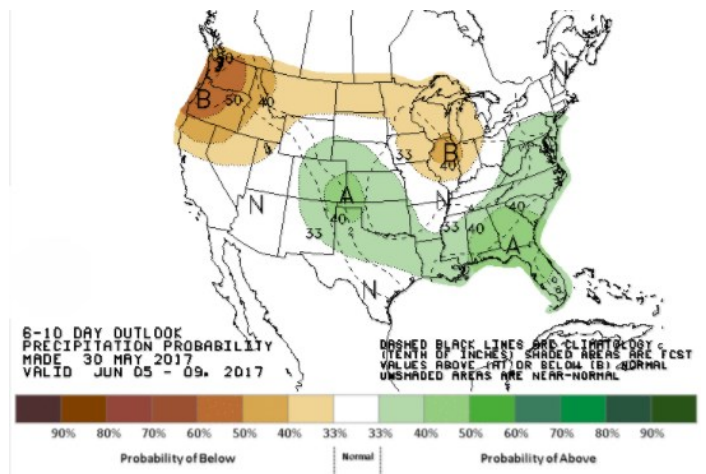 60
B
50
40
N
33
B
40
A
N
N
40
33
33
40
40
A
N
6-10 DAY OUTLOOK
PRECIPITATION PROBABILITY
MADE 30 MAY 2017
VALID JUN 05 - 09, 2017
DASHED BLACK LINES ARE CLIMATOLOGY
(TENTH OF INCHES) SHADED AREAS ARE FCST
VALUES ABOVE (A) OR BELOW (B) NORMAL
UNSHADED AREAS ARE NEAR-NORMAL
90% 80% 70% 60% 50% 40% 33% 33% 40% 50% 60% 70% 80% 90%
Probability of Below Normal Probability of Above